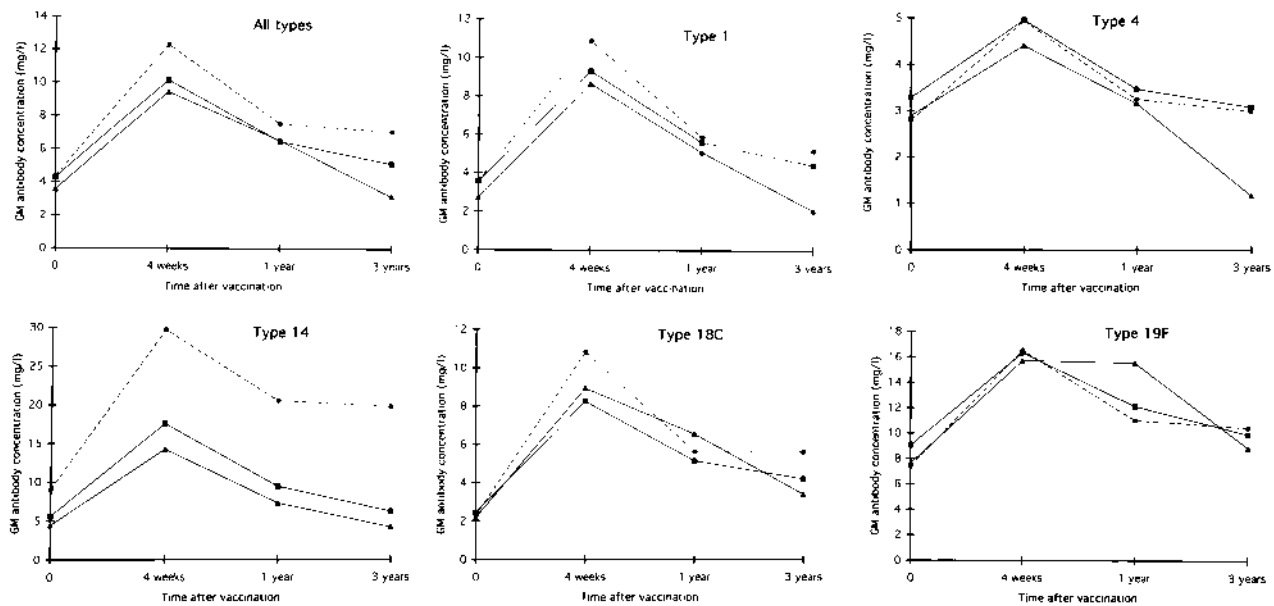 All types
GM antibody concentration (mg/l)
14
12
10
8
6
4
2
0
0 4 weeks 1 year 3 years
Time after vaccination
Type 1
GM antibody concentration (mg/l)
12
10
8
6
4
2
0
0 4 weeks 1 year 3 years
Time after vaccination
Type 4
GM antibody concentration (mg/l)
5
4
3
2
1
0
0 4 weeks 1 year 3 years
Time after vaccination
Type 14
GM antibody concentration (mg/l)
30
25
20
15
10
5
0
0 4 weeks 1 year 3 years
Time after vaccination
Type 18C
GM antibody concentration (mg/l)
12
10
8
6
4
2
0
0 4 weeks 1 year 3 years
Time after vaccination
Type 19F
GM antibody concentration (mg/l)
18
16
14
12
10
8
6
4
2
0
0 4 weeks 1 year 3 years
Time after vaccination